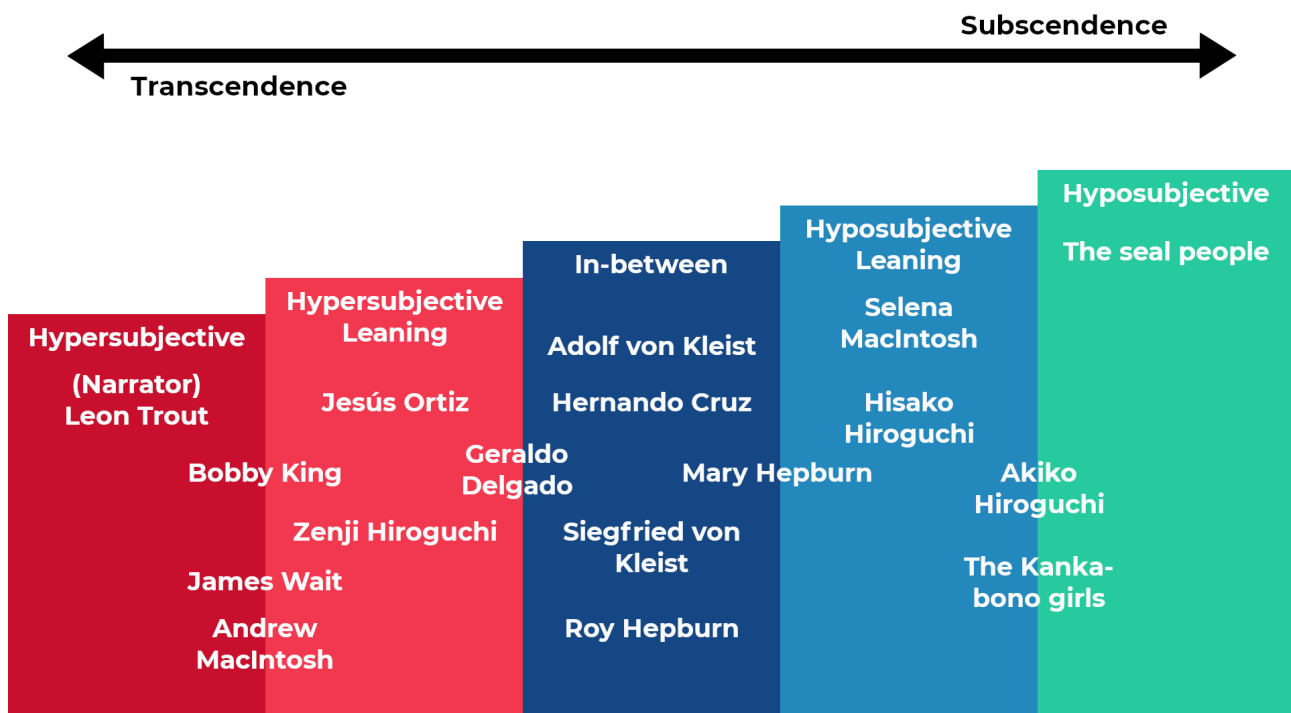 Subscendence
Transcendence
Hypersubjective
(Narrator)
Leon Trout
Hypersubjective
Leaning
Jesús Ortiz
Bobby King
Zenji Hiroguchi
James Wait
Andrew
MacIntosh
In-between
Adolf von Kleist
Hernando Cruz
Geraldo
Delgado
Siegfried von
Kleist
Roy Hepburn
Hyposubjective
Leaning
Selena
MacIntosh
Hisako
Hiroguchi
Mary Hepburn
Hyposubjective
The seal people
Akiko
Hiroguchi
The Kanka-
bono girls